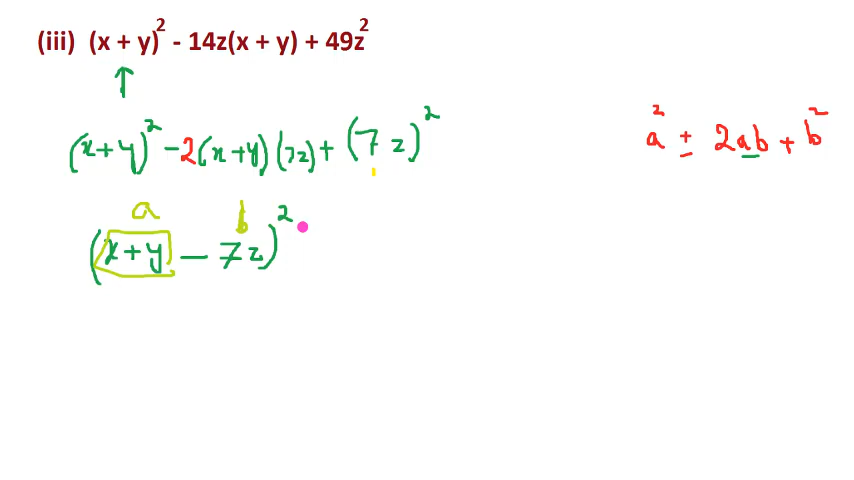 (iii) (x + y)² - 14z(x + y) + 49z²
a² ± 2ab + b²
(x+y)² - 2(x+y)(7z) + (7z)²
a b
(x+y - 7z)²